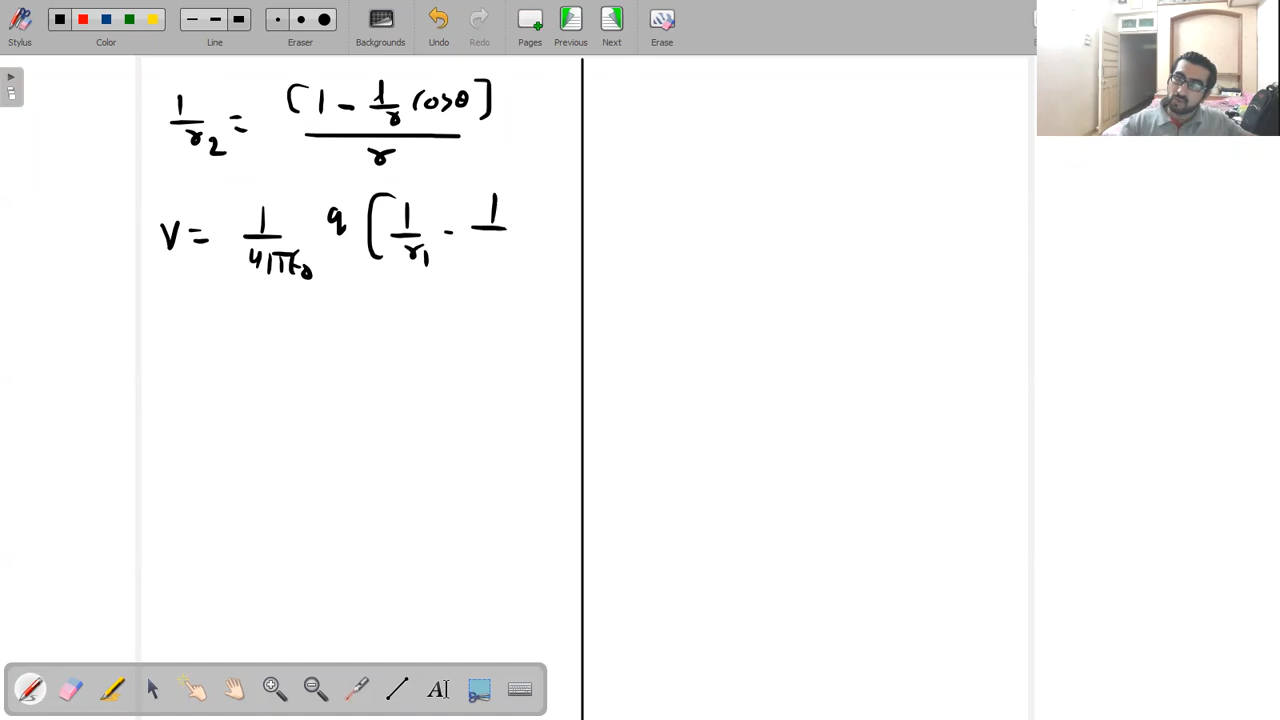 Stylus Color Line Eraser Backgrounds Undo Redo Pages Previous Next Erase
1/r₂ = [1 - 1/r cosθ] / r
V = 1/4πε₀ q [1/r₁ - 1/
AI